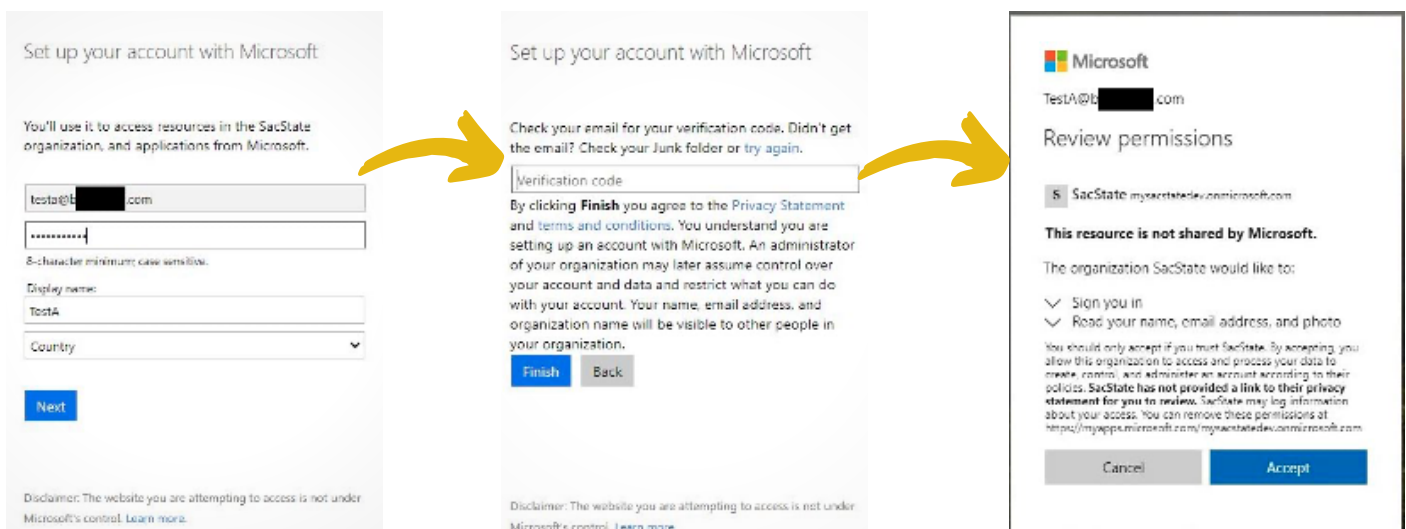 Set up your account with Microsoft
You'll use it to access resources in the SacState
organization, and applications from Microsoft.
testa@b .com
•••••••••••
8-character minimum; case sensitive.
Display name:
TestA
Country
Next
Disclaimer: The website you are attempting to access is not under
Microsoft's control. Learn more.
Set up your account with Microsoft
Check your email for your verification code. Didn't get
the email? Check your Junk folder or try again.
Verification code
By clicking Finish you agree to the Privacy Statement
and terms and conditions. You understand you are
setting up an account with Microsoft. An administrator
of your organization may later assume control over
your account and data and restrict what you can do
with your account. Your name, email address, and
organization name will be visible to other people in
your organization.
Finish Back
Disclaimer: The website you are attempting to access is not under
Microsoft's control. Learn more.
Microsoft
TestA@b .com
Review permissions
S SacState mysacstatedev.onmicrosoft.com
This resource is not shared by Microsoft.
The organization SacState would like to:
Sign you in
Read your name, email address, and photo
You should only accept if you trust SacState. By accepting, you
allow this organization to access and process your data to
create, control, and administer an account according to their
policies. SacState has not provided a link to their privacy
statement for you to review. SacState may log information
about your access. You can remove these permissions at
https://myapps.microsoft.com/mysacstatedev.onmicrosoft.com
Cancel Accept